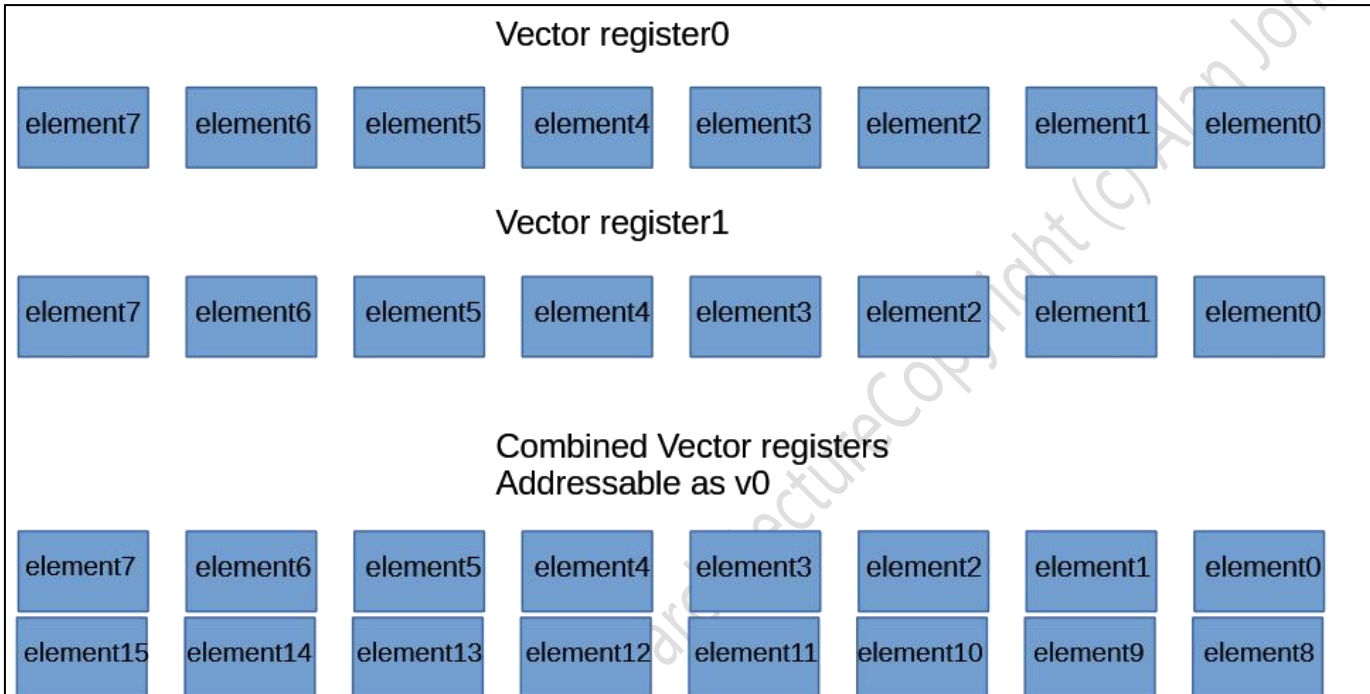 Vector register0
element7 element6 element5 element4 element3 element2 element1 element0
Vector register1
element7 element6 element5 element4 element3 element2 element1 element0
Combined Vector registers
Addressable as v0
element7 element6 element5 element4 element3 element2 element1 element0
element15 element14 element13 element12 element11 element10 element9 element8
Copyright (c) Alan